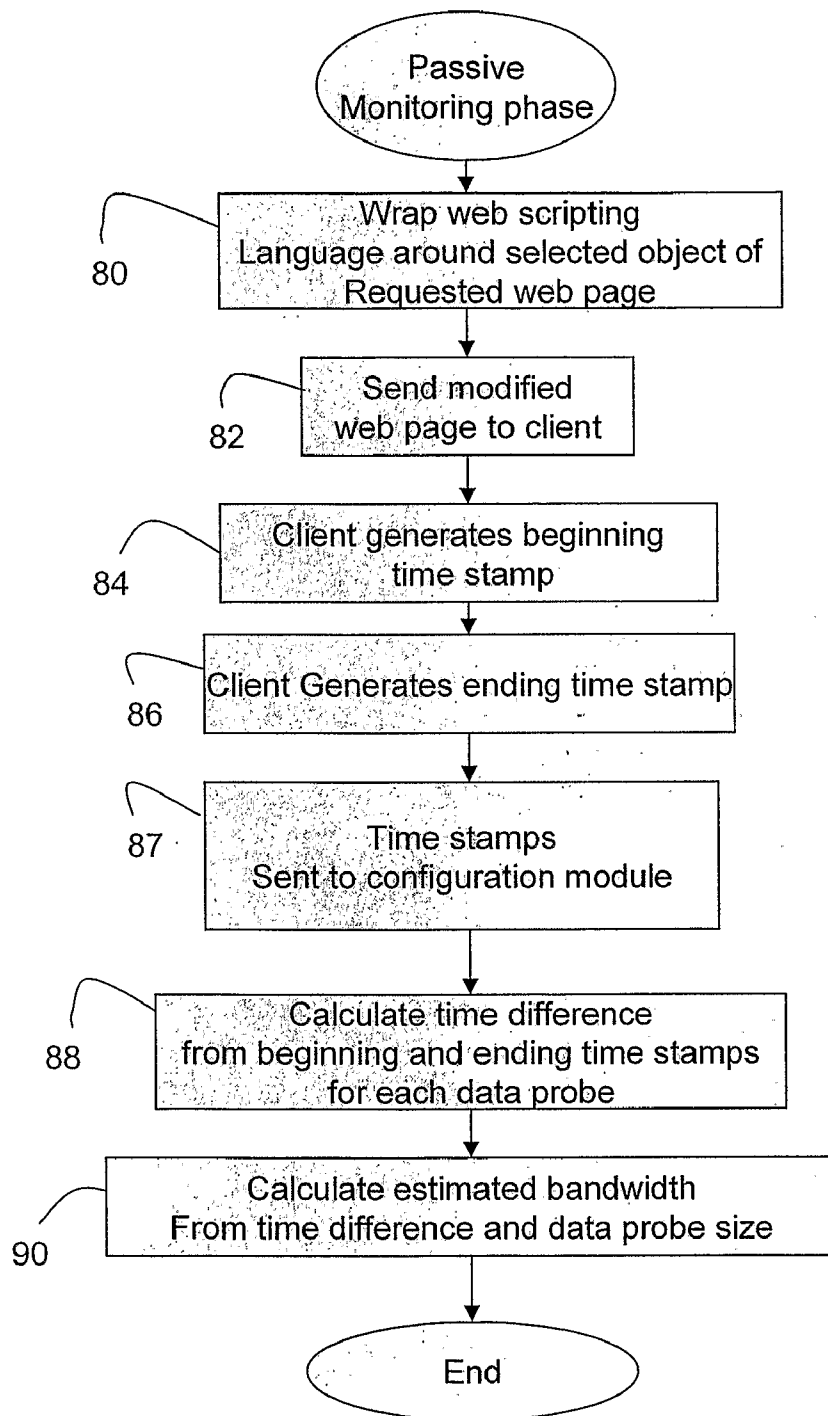 Passive
Monitoring phase
80
Wrap web scripting
Language around selected object of
Requested web page
82
Send modified
web page to client
84
Client generates beginning
time stamp
86
Client Generates ending time stamp
87
Time stamps
Sent to configuration module
88
Calculate time difference
from beginning and ending time stamps
for each data probe
90
Calculate estimated bandwidth
From time difference and data probe size
End